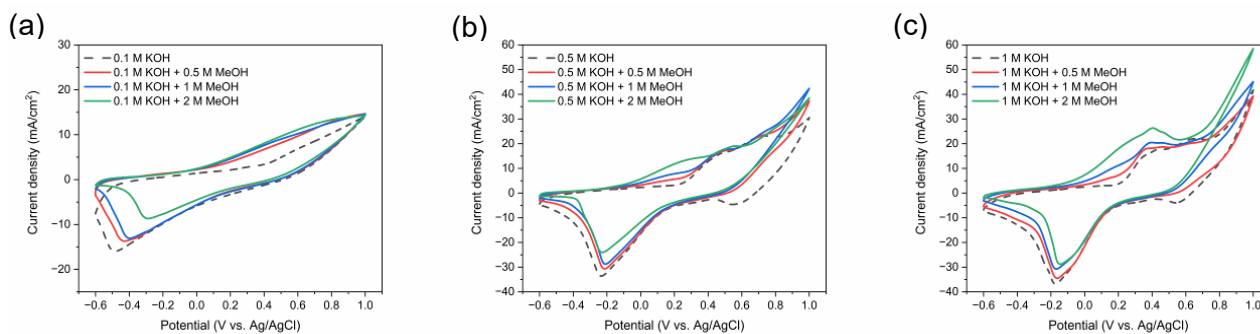 (a)
30
20
10
0
−10
−20
−0.6 −0.4 −0.2 0.0 0.2 0.4 0.6 0.8 1.0
Current density (mA/cm²)
Potential (V vs. Ag/AgCl)
0.1 M KOH
0.1 M KOH + 0.5 M MeOH
0.1 M KOH + 1 M MeOH
0.1 M KOH + 2 M MeOH
(b)
60
50
40
30
20
10
0
−10
−20
−30
−40
−0.6 −0.4 −0.2 0.0 0.2 0.4 0.6 0.8 1.0
Current density (mA/cm²)
Potential (V vs. Ag/AgCl)
0.5 M KOH
0.5 M KOH + 0.5 M MeOH
0.5 M KOH + 1 M MeOH
0.5 M KOH + 2 M MeOH
(c)
60
50
40
30
20
10
0
−10
−20
−30
−40
−0.6 −0.4 −0.2 0.0 0.2 0.4 0.6 0.8 1.0
Current density (mA/cm²)
Potential (V vs. Ag/AgCl)
1 M KOH
1 M KOH + 0.5 M MeOH
1 M KOH + 1 M MeOH
1 M KOH + 2 M MeOH